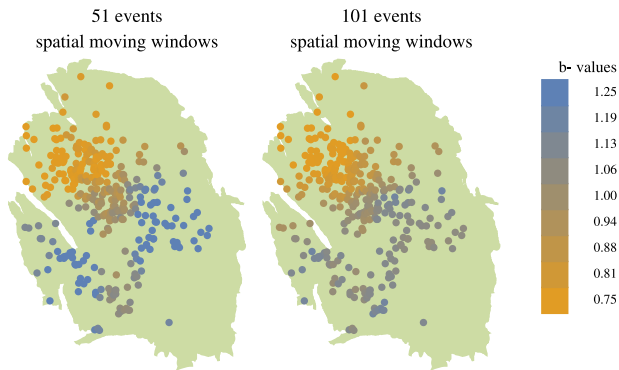 51 events
spatial moving windows
101 events
spatial moving windows
b- values
1.25
1.19
1.13
1.06
1.00
0.94
0.88
0.81
0.75